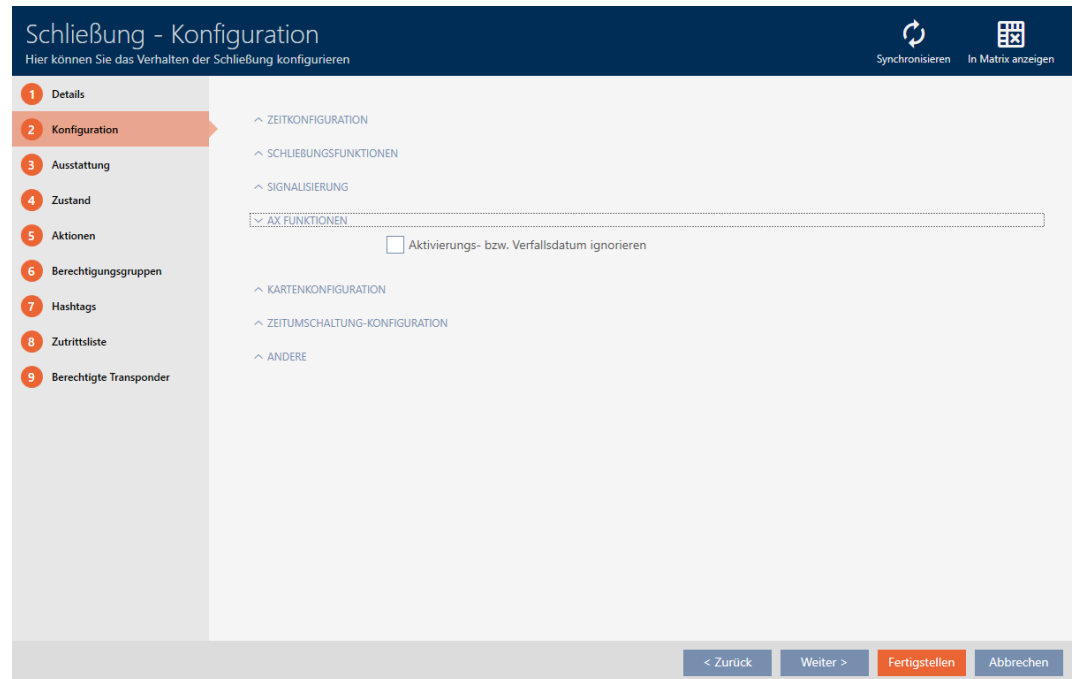 Schließung - Konfiguration
Hier können Sie das Verhalten der Schließung konfigurieren
Synchronisieren
In Matrix anzeigen
1 Details
2 Konfiguration
3 Ausstattung
4 Zustand
5 Aktionen
6 Berechtigungsgruppen
7 Hashtags
8 Zutrittsliste
9 Berechtigte Transponder
ZEITKONFIGURATION
SCHLIEßUNGSFUNKTIONEN
SIGNALISIERUNG
AX FUNKTIONEN
Aktivierungs- bzw. Verfallsdatum ignorieren
KARTENKONFIGURATION
ZEITUMSCHALTUNG-KONFIGURATION
ANDERE
< Zurück
Weiter >
Fertigstellen
Abbrechen